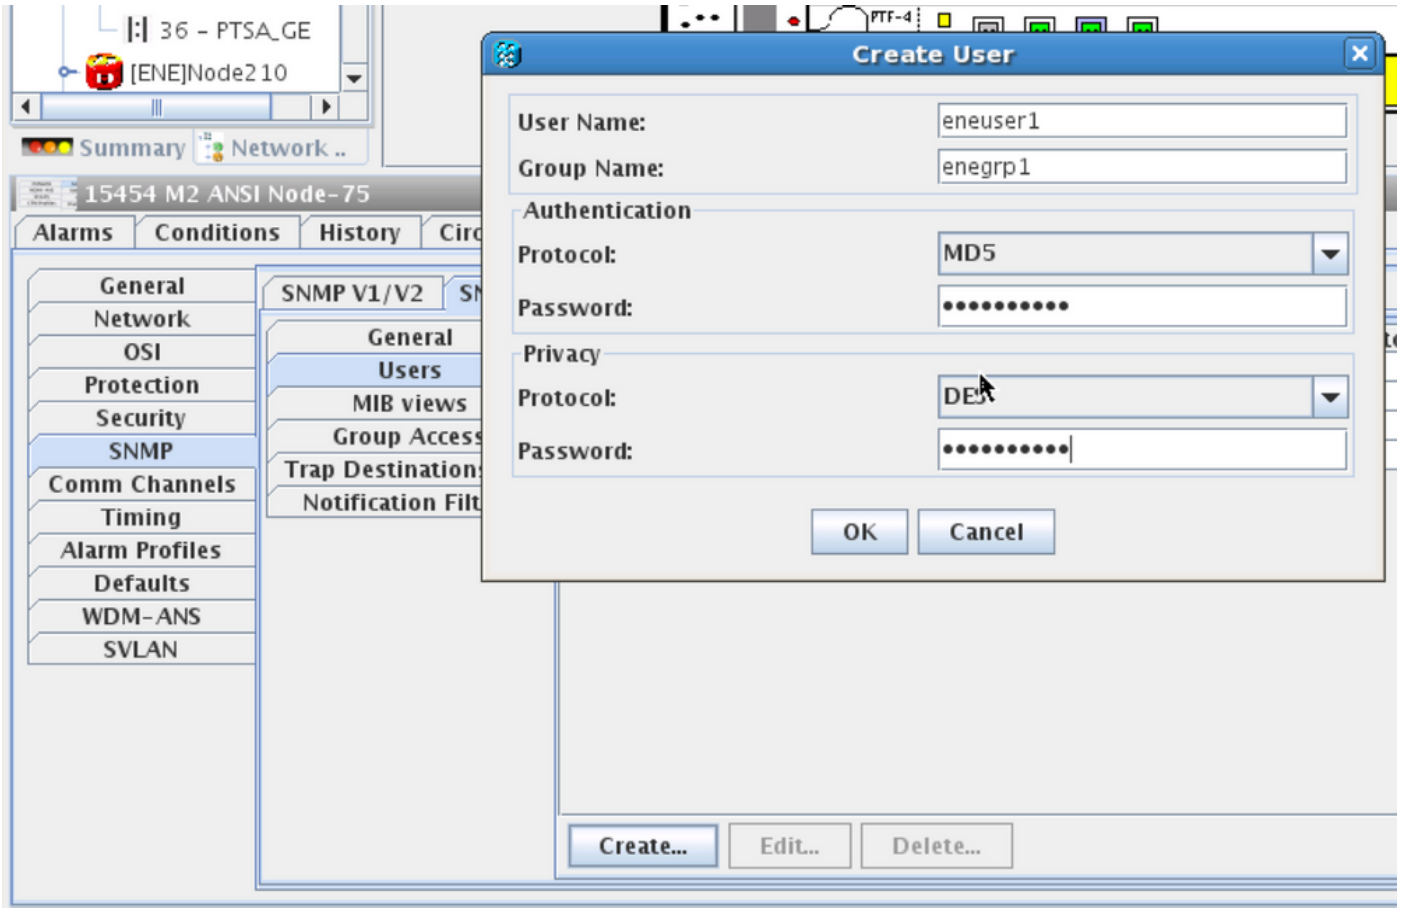 36 - PTSA_GE
[ENE]Node210
Summary
Network ..
PTF-4
15454 M2 ANSI Node-75
Alarms
Conditions
History
General
Network
OSI
Protection
Security
SNMP
Comm Channels
Timing
Alarm Profiles
Defaults
WDM-ANS
SVLAN
SNMP V1/V2
General
Users
MIB views
Group Access
Trap Destinations
Create User
User Name:
eneuser1
Group Name:
enegrp1
Authentication
Protocol:
MD5
Password:
••••••••••
Privacy
Protocol:
DES
Password:
••••••••••
OK
Cancel
Notification Filt
Create...
Edit...
Delete...